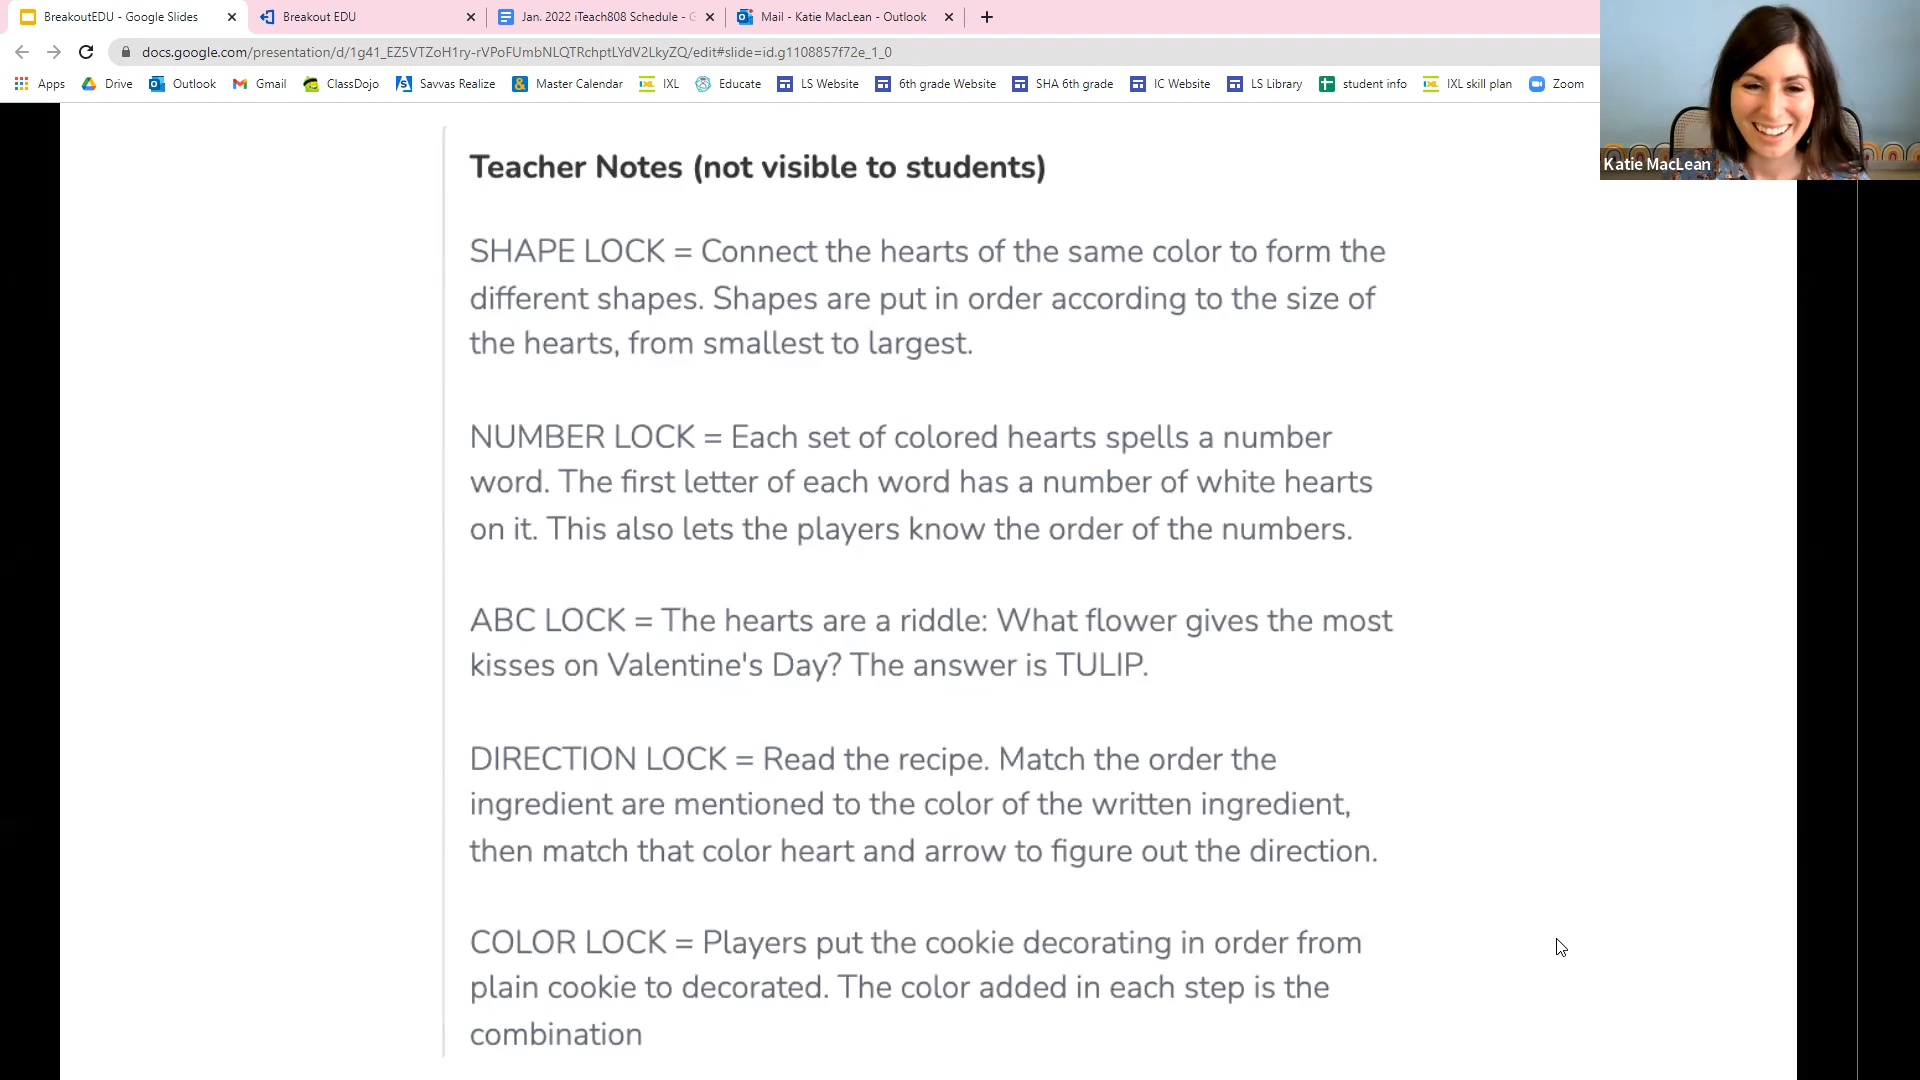 BreakoutEDU - Google Slides
Breakout EDU
Jan. 2022 iTeach808 Schedule - G
Mail - Katie MacLean - Outlook
docs.google.com/presentation/d/1g41_EZ5VTZoH1ry-rVPoFUmbNLQTRchptLYdV2LkyZQ/edit#slide=id.g1108857f72e_1_0
Apps Drive Outlook Gmail ClassDojo Savvas Realize Master Calendar IXL Educate LS Website 6th grade Website SHA 6th grade IC Website LS Library student info IXL skill plan Zoom
Katie MacLean
Teacher Notes (not visible to students)
SHAPE LOCK = Connect the hearts of the same color to form the
different shapes. Shapes are put in order according to the size of
the hearts, from smallest to largest.
NUMBER LOCK = Each set of colored hearts spells a number
word. The first letter of each word has a number of white hearts
on it. This also lets the players know the order of the numbers.
ABC LOCK = The hearts are a riddle: What flower gives the most
kisses on Valentine's Day? The answer is TULIP.
DIRECTION LOCK = Read the recipe. Match the order the
ingredient are mentioned to the color of the written ingredient,
then match that color heart and arrow to figure out the direction.
COLOR LOCK = Players put the cookie decorating in order from
plain cookie to decorated. The color added in each step is the
combination